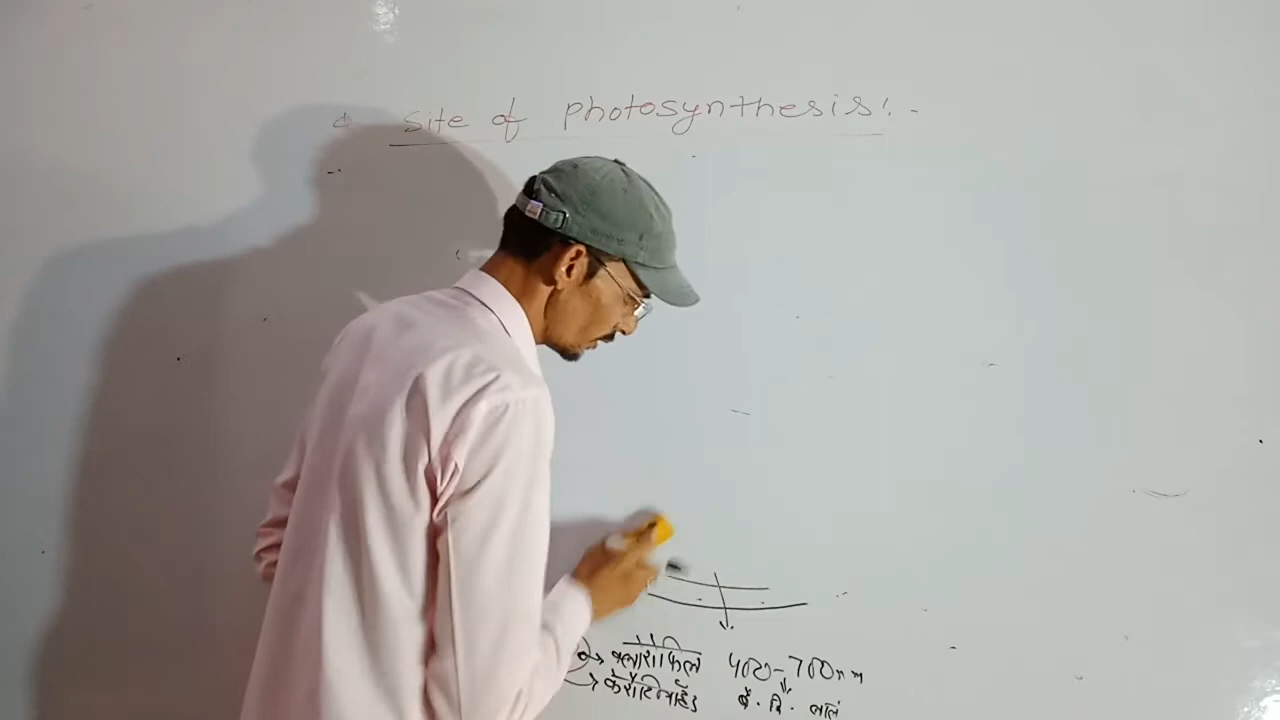 Site of photosynthesis:-
→ क्लोरोफिल 400-700nm
→ कैरोटिनॉइड बैं. नि. लाल